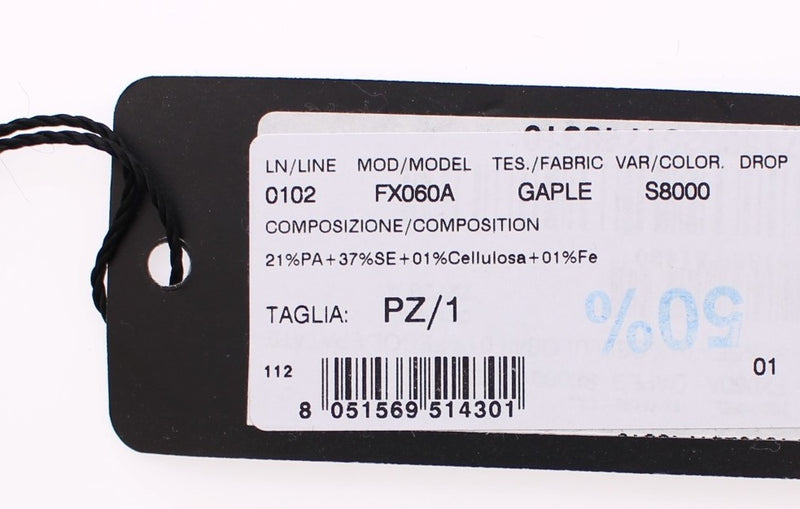 LN/LINE MOD/MODEL TES./FABRIC VAR/COLOR. DROP
0102 FX060A GAPLE S8000
COMPOSIZIONE/COMPOSITION
21%PA+37%SE+01%Cellulosa+01%Fe
TAGLIA: PZ/1
50%
112
01
8 051569 514301